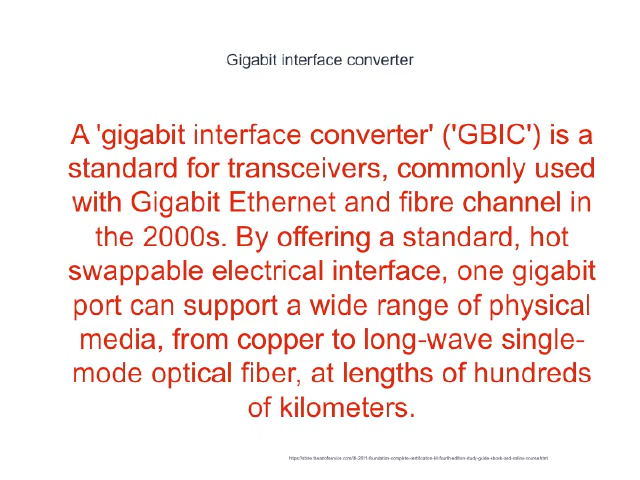 Gigabit interface converter
A 'gigabit interface converter' ('GBIC') is a
standard for transceivers, commonly used
with Gigabit Ethernet and fibre channel in
the 2000s. By offering a standard, hot
swappable electrical interface, one gigabit
port can support a wide range of physical
media, from copper to long-wave single-
mode optical fiber, at lengths of hundreds
of kilometers.